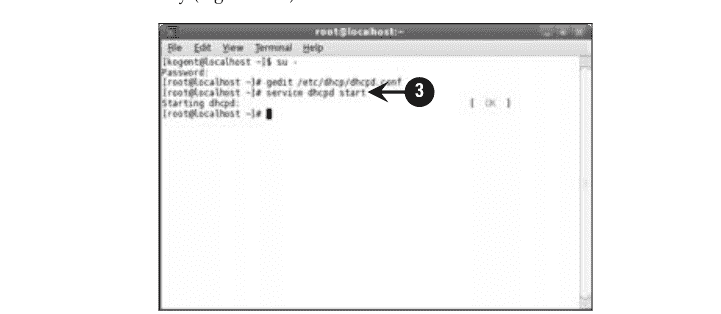 root@localhost:~
File Edit View Terminal Help
[kogent@localhost ~]$ su -
Password:
[root@localhost ~]# gedit /etc/dhcp/dhcpd.conf
[root@localhost ~]# service dhcpd start
3
Starting dhcpd: [ OK ]
[root@localhost ~]#